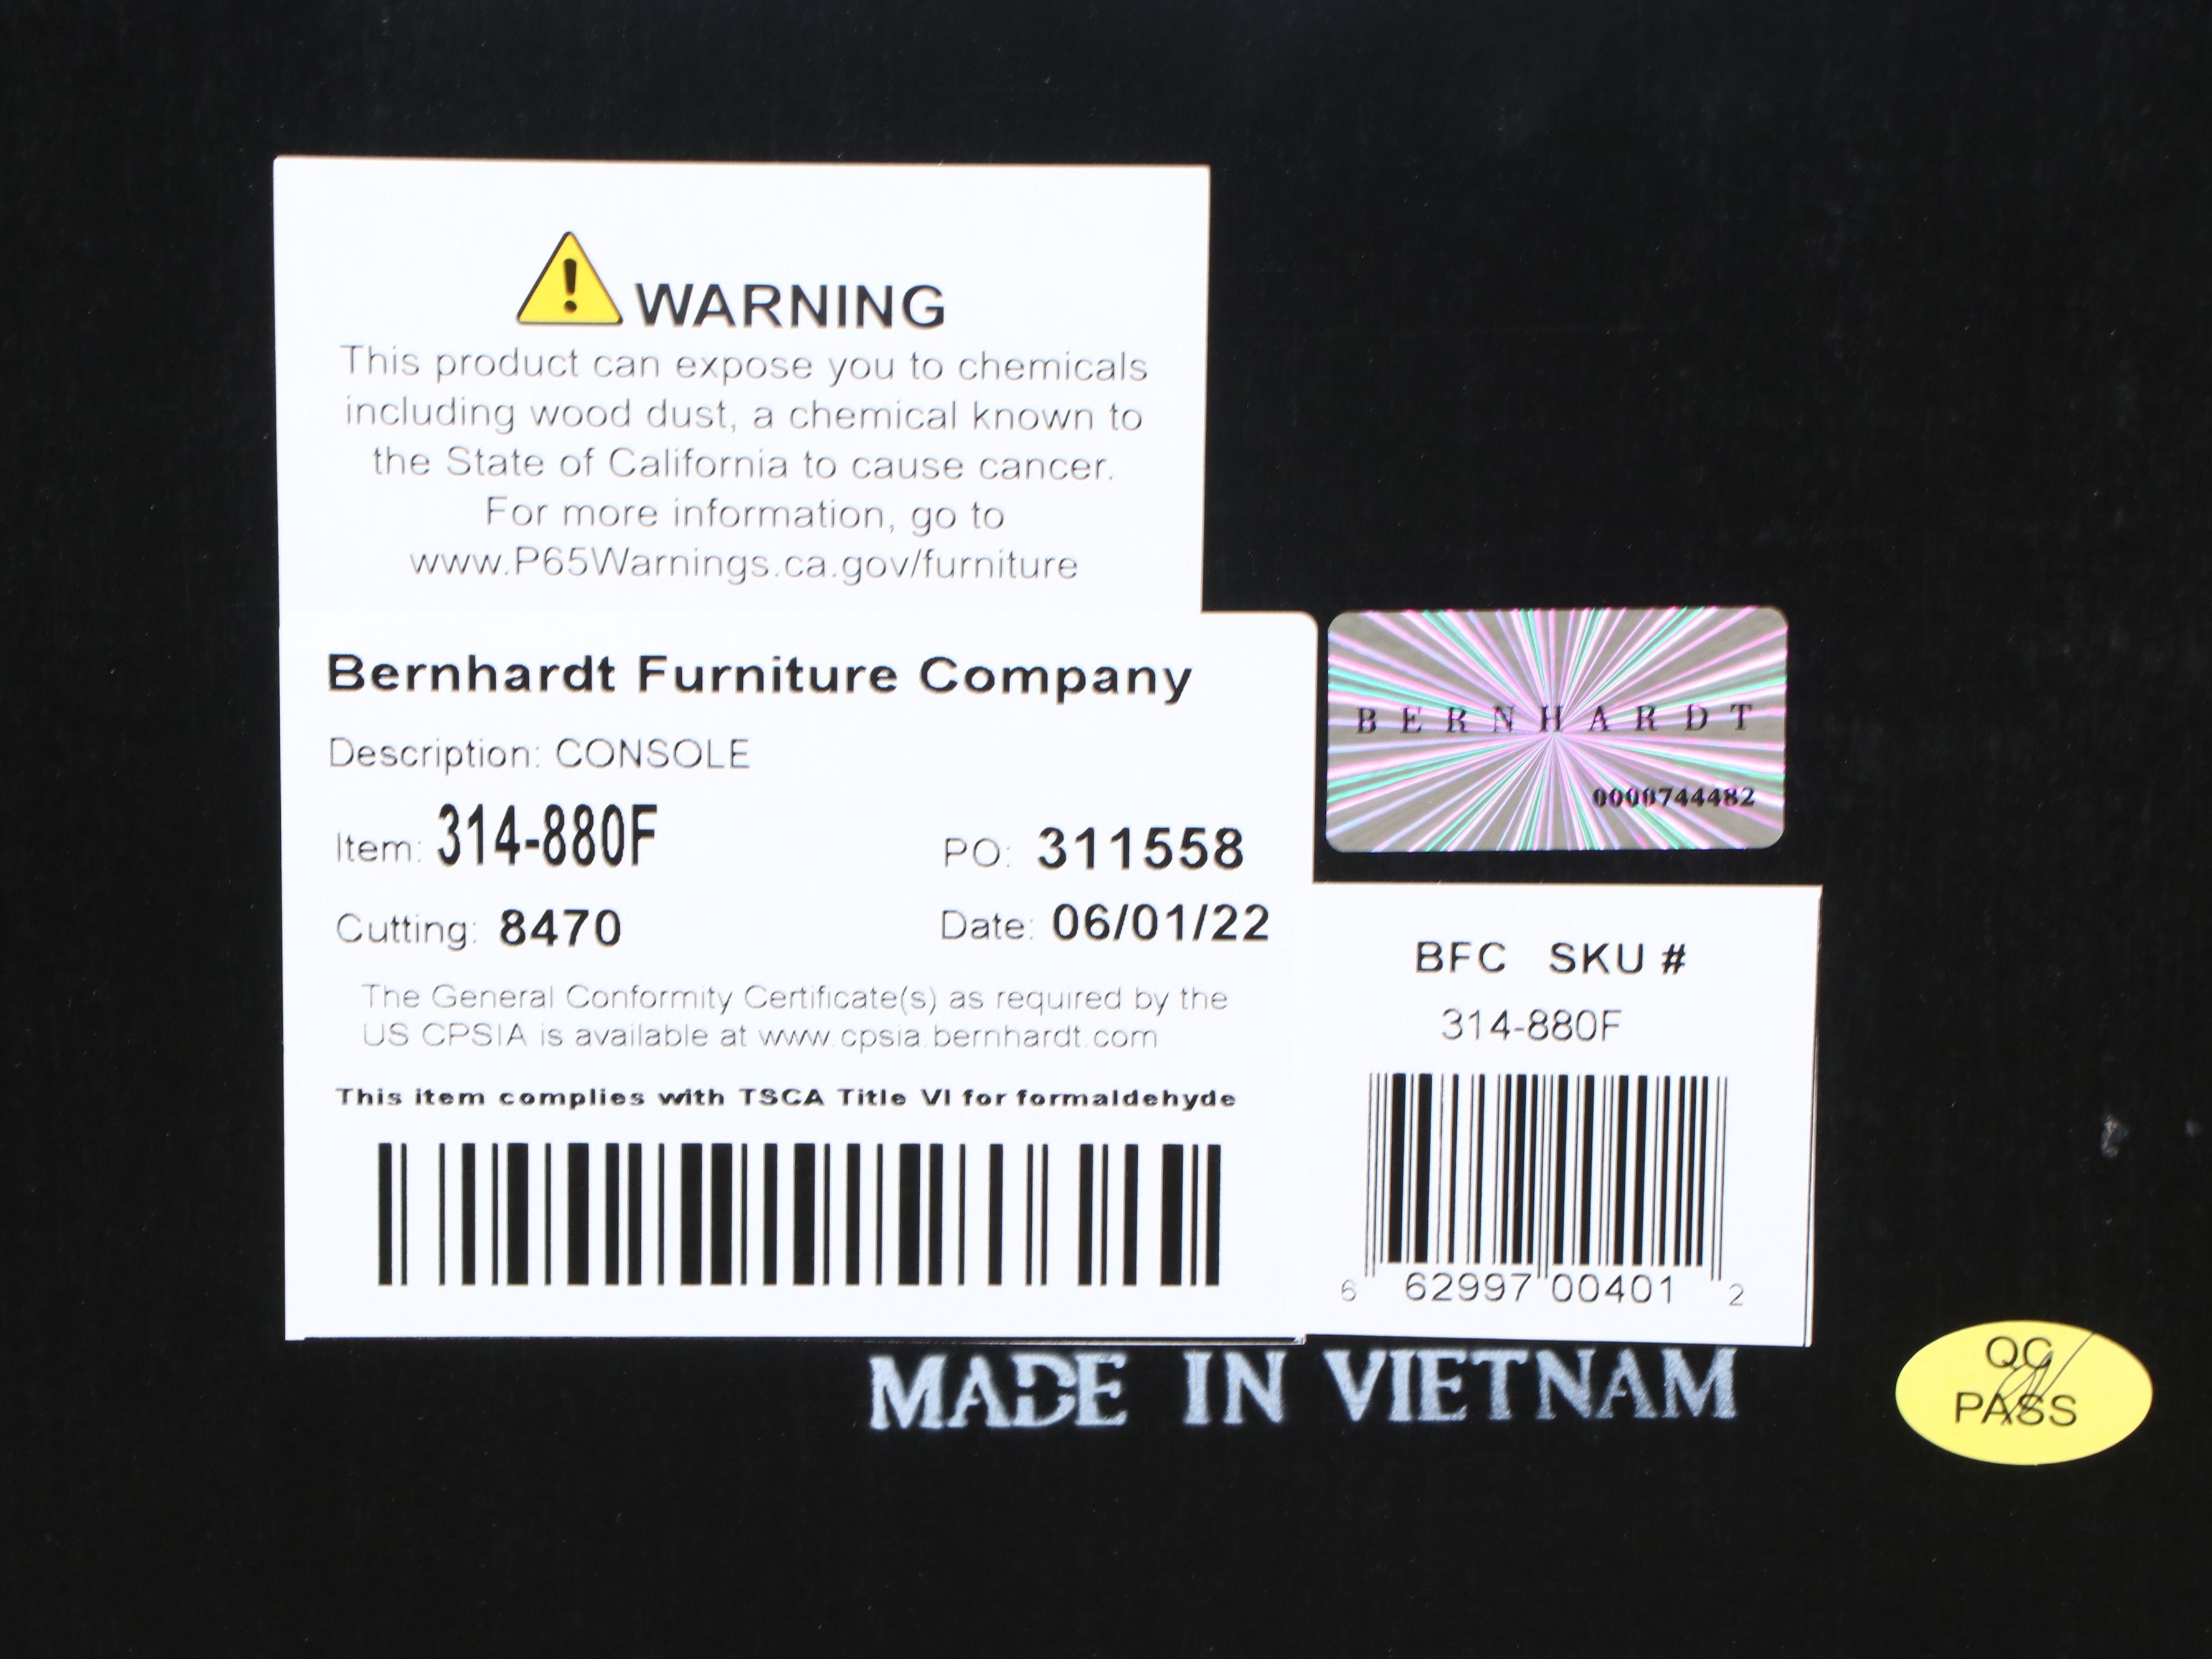 WARNING
This product can expose you to chemicals
including wood dust, a chemical known to
the State of California to cause cancer.
For more information, go to
www.P65Warnings.ca.gov/furniture
Bernhardt Furniture Company
Description: CONSOLE
Item: 314-880F
PO: 311558
Cutting: 8470
Date: 06/01/22
The General Conformity Certificate(s) as required by the
US CPSIA is available at www.cpsia.bernhardt.com
This item complies with TSCA Title VI for formaldehyde
BERNHARDT
0000744482
BFC SKU #
314-880F
6 62997 00401 2
MADE IN VIETNAM
QC
PASS